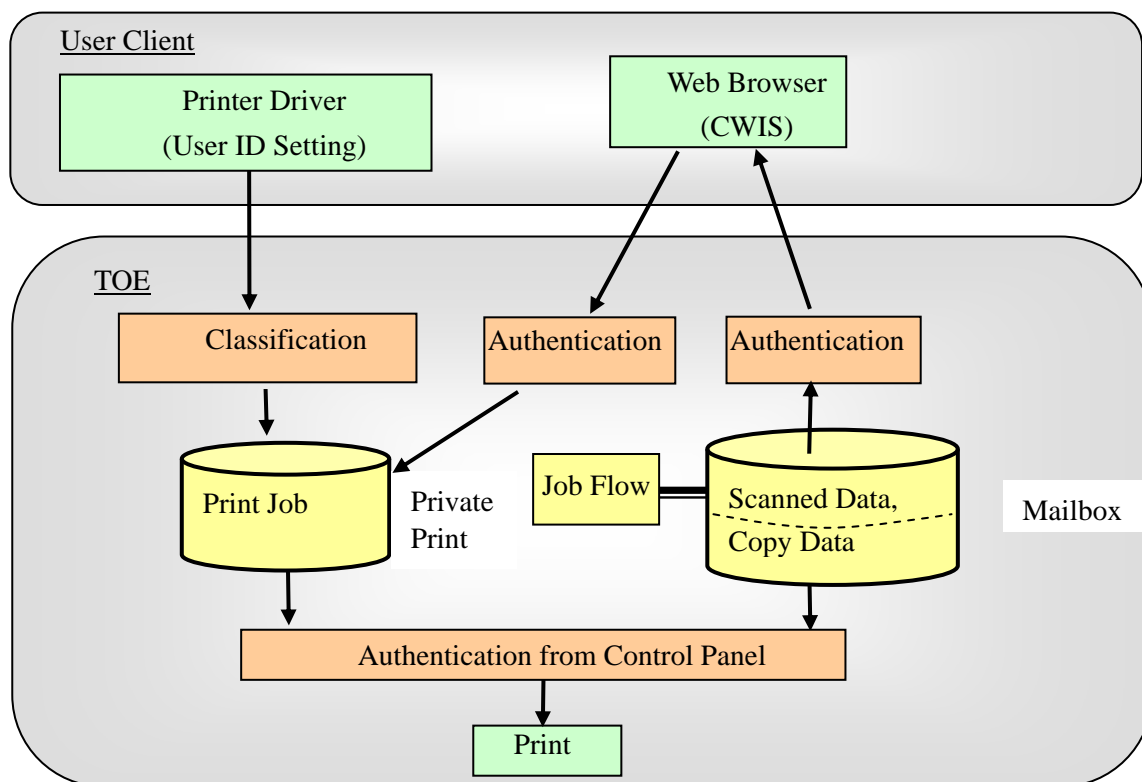 User Client
Printer Driver
(User ID Setting)
Web Browser
(CWIS)
TOE
Classification
Authentication
Authentication
Print Job
Private
Print
Job Flow
Scanned Data,
Copy Data
Mailbox
Authentication from Control Panel
Print